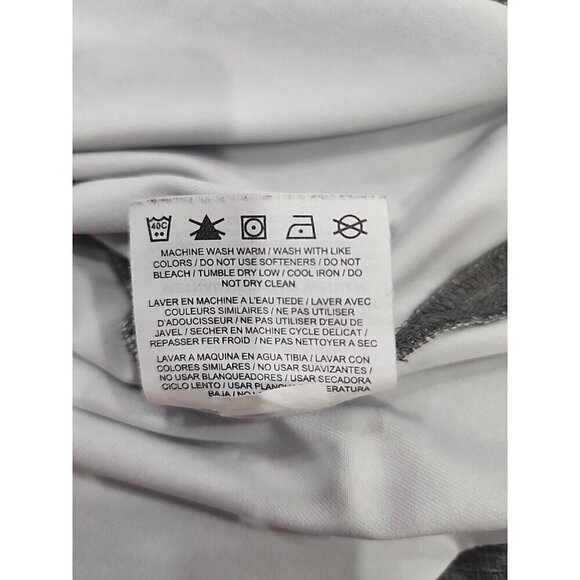 40C
MACHINE WASH WARM / WASH WITH LIKE
COLORS / DO NOT USE SOFTENERS / DO NOT
BLEACH / TUMBLE DRY LOW / COOL IRON / DO
NOT DRY CLEAN
LAVER EN MACHINE A L'EAU TIEDE / LAVER AVEC
COULEURS SIMILAIRES / NE PAS UTILISER
D'ADOUCISSEUR / NE PAS UTILISER D'EAU DE
JAVEL / SECHER EN MACHINE CYCLE DELICAT /
REPASSER FER FROID / NE PAS NETTOYER A SEC
LAVAR A MAQUINA EN AGUA TIBIA / LAVAR CON
COLORES SIMILARES / NO USAR SUAVIZANTES /
NO USAR BLANQUEADORES / USAR SECADORA
CICLO LENTO / USAR
BAJA / NO